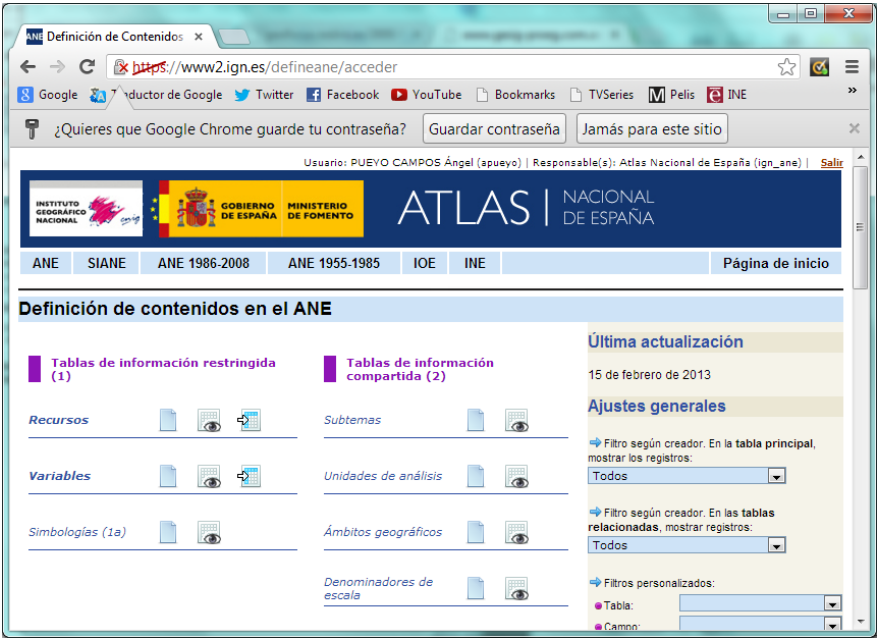 ANE Definición de Contenidos ×
https://www2.ign.es/defineane/acceder
Google Traductor de Google Twitter Facebook YouTube Bookmarks TVSeries M Pelis INE »
¿Quieres que Google Chrome guarde tu contraseña? Guardar contraseña Jamás para este sitio ×
Usuario: PUEYO CAMPOS Ángel (apueyo) | Responsable(s): Atlas Nacional de España (ign_ane) | Salir
INSTITUTO
GEOGRÁFICO
NACIONAL
cnig
GOBIERNO
DE ESPAÑA
MINISTERIO
DE FOMENTO
ATLAS | NACIONAL
DE ESPAÑA
ANE SIANE ANE 1986-2008 ANE 1955-1985 IOE INE Página de inicio
Definición de contenidos en el ANE
Tablas de información restringida
(1)
Recursos
Variables
Simbologías (1a)
Tablas de información
compartida (2)
Subtemas
Unidades de análisis
Ámbitos geográficos
Denominadores de
escala
Última actualización
15 de febrero de 2013
Ajustes generales
Filtro según creador. En la tabla principal,
mostrar los registros:
Todos
Filtro según creador. En las tablas
relacionadas, mostrar registros:
Todos
Filtros personalizados:
Tabla:
Campo: